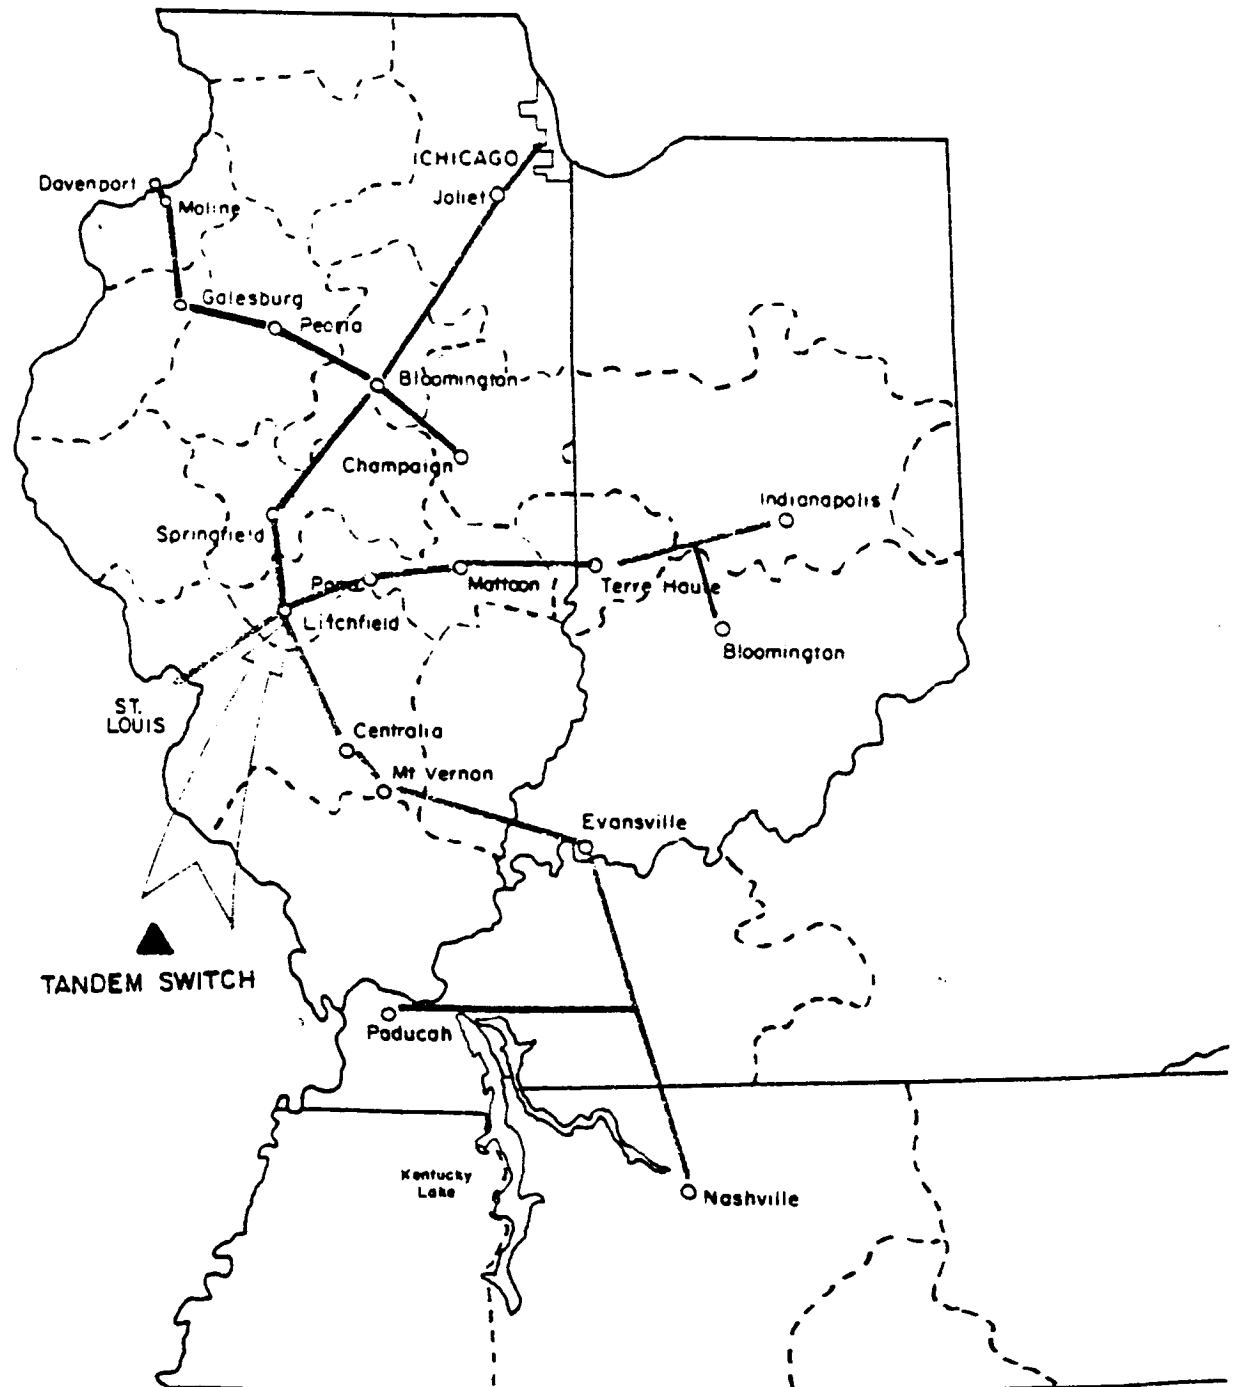 CHICAGO
Davenport
Moline
Joliet
Galesburg
Peoria
Bloomington
Champaign
Indianapolis
Springfield
Pana
Mattoon
Terre Haute
Litchfield
Bloomington
ST.
LOUIS
Centralia
Mt Vernon
Evansville
TANDEM SWITCH
Paducah
Kentucky
Lake
Nashville